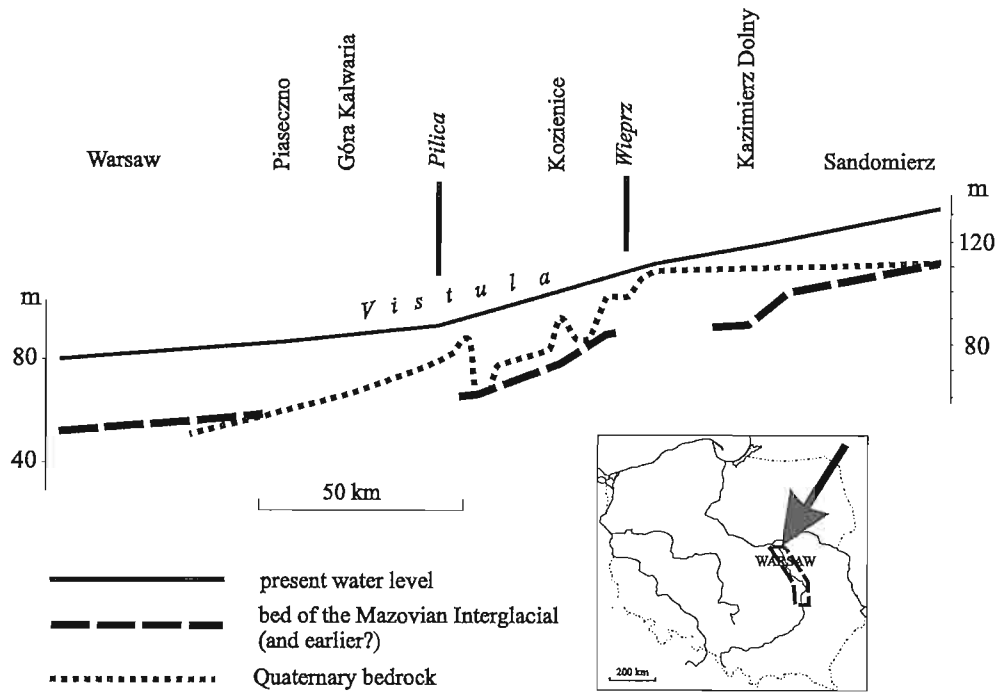 Warsaw
Piaseczno
Góra Kalwaria
Pilica
Kozienice
Wieprz
Kazimierz Dolny
Sandomierz
m
120
80
m
80
40
Vistula
50 km
present water level
bed of the Mazovian Interglacial
(and earlier?)
Quaternary bedrock
WARSAW
200 km